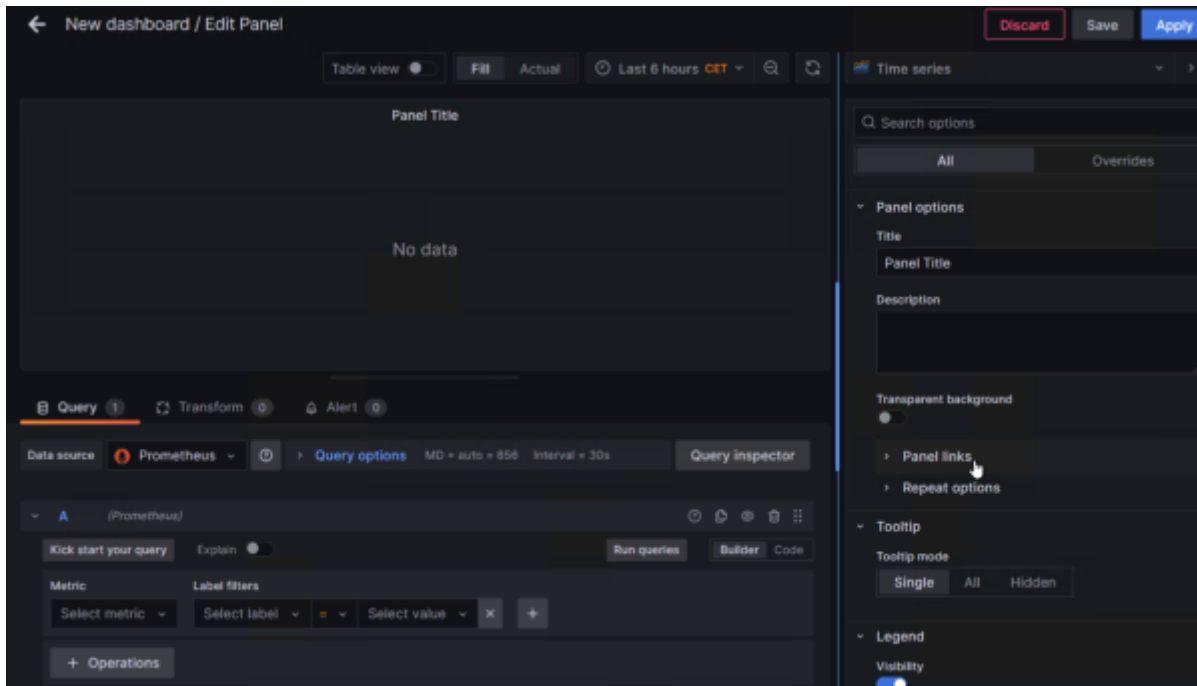 New dashboard / Edit Panel
Discard
Save
Apply
Table view
Fill
Actual
Last 6 hours CET
Time series
Panel Title
No data
Search options
All
Overrides
Panel options
Title
Panel Title
Description
Transparent background
Panel links
Repeat options
Tooltip
Tooltip mode
Single
All
Hidden
Legend
Visibility
Query 1
Transform 0
Alert 0
Data source
Prometheus
Query options
MD = auto = 856
Interval = 30s
Query inspector
A
(Prometheus)
Kick start your query
Explain
Run queries
Builder
Code
Metric
Label filters
Select metric
Select label
=
Select value
+ Operations